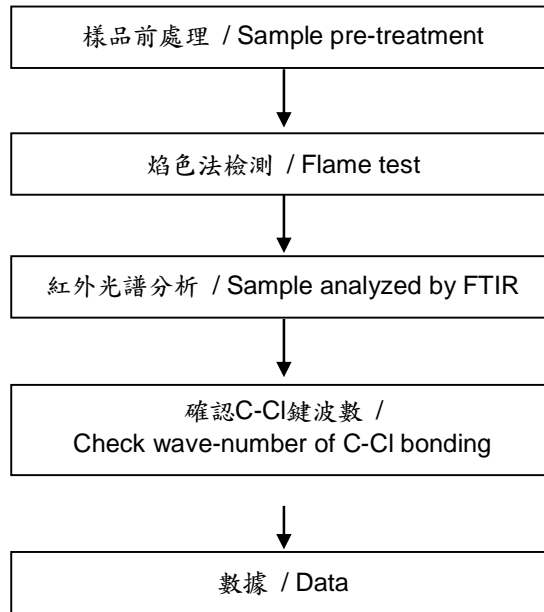 樣品前處理 / Sample pre-treatment
焰色法檢測 / Flame test
紅外光譜分析 / Sample analyzed by FTIR
確認C-Cl鍵波數 /
Check wave-number of C-Cl bonding
數據 / Data